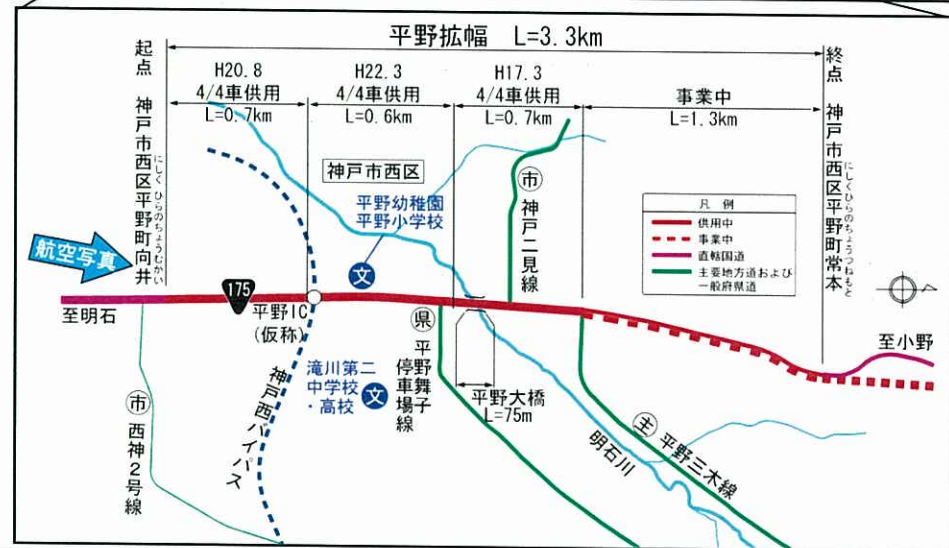 平野拡幅 L=3.3km
起点 神戸市西区平野町向井
にしくひらのちょうむかい
H20.8
4/4車供用
L=0.7km
H22.3
4/4車供用
L=0.6km
H17.3
4/4車供用
L=0.7km
事業中
L=1.3km
終点 神戸市西区平野町常本
にしくひらのちょうつねもと
神戸市西区
平野幼稚園
平野小学校
文
市 神戸二見線
凡例
供用中
事業中
直轄国道
主要地方道および
一般府県道
航空写真
175
至明石
平野IC
(仮称)
至小野
県 平野舞子
停車場線
滝川第二
中学校
・高校
文
平野大橋
L=75m
神戸西バイパス
市 西神2号線
明石川
主 平野三木線